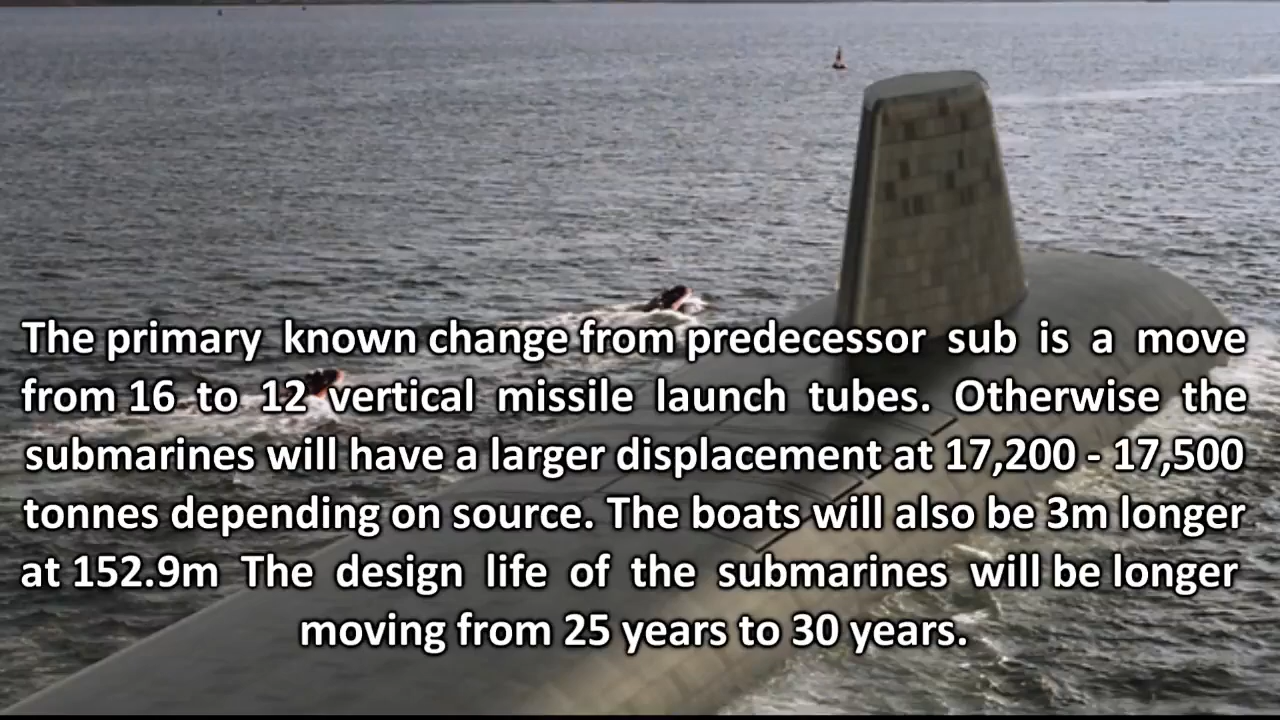 The primary known change from predecessor sub is a move
from 16 to 12 vertical missile launch tubes. Otherwise the
submarines will have a larger displacement at 17,200 - 17,500
tonnes depending on source. The boats will also be 3m longer
at 152.9m The design life of the submarines will be longer
moving from 25 years to 30 years.